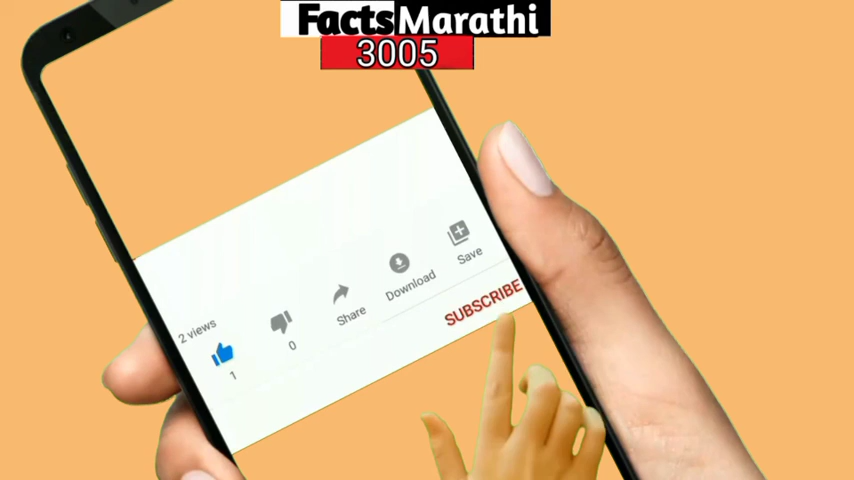 FactsMarathi
3005
2 views
1
0
Share
Download
Save
SUBSCRIBE